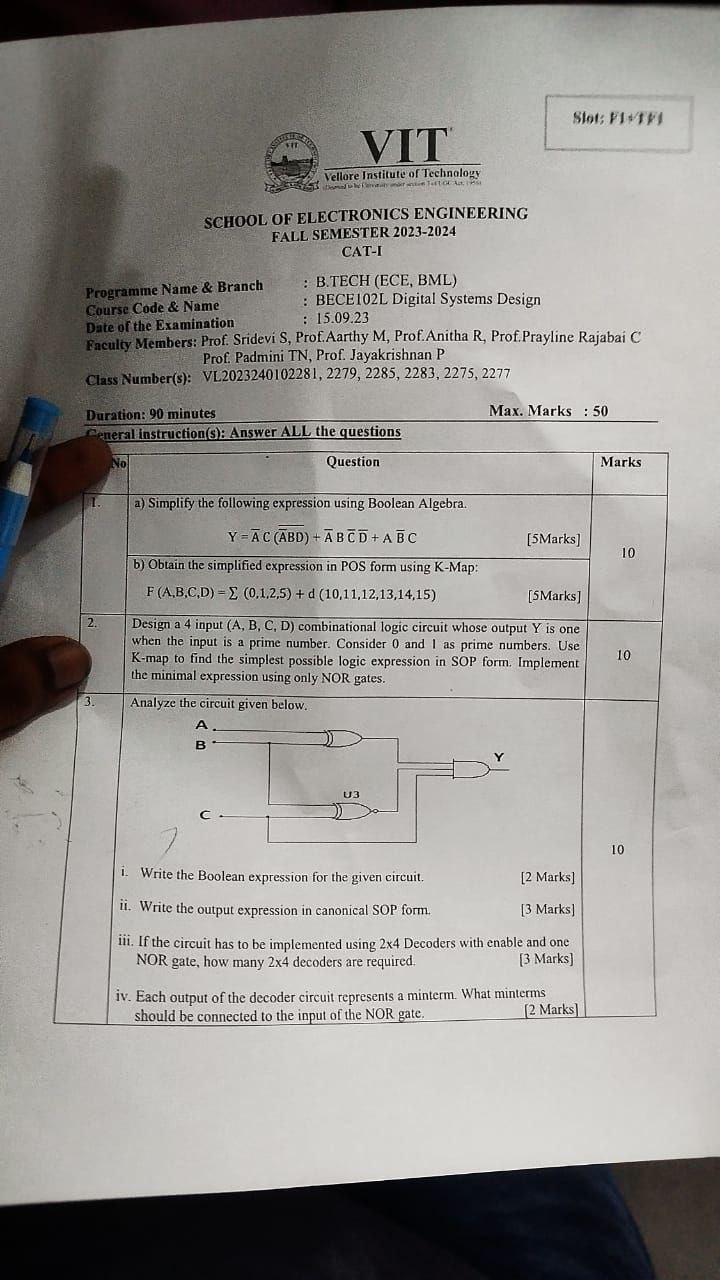 Slot: F1+TF1
VIT
VIT
Vellore Institute of Technology
(Deemed to be University under section 3 of UGC Act, 1956)
SCHOOL OF ELECTRONICS ENGINEERING
FALL SEMESTER 2023-2024
CAT-I
Programme Name & Branch : B.TECH (ECE, BML)
Course Code & Name : BECE102L Digital Systems Design
Date of the Examination : 15.09.23
Faculty Members: Prof. Sridevi S, Prof.Aarthy M, Prof.Anitha R, Prof.Prayline Rajabai C
Prof. Padmini TN, Prof. Jayakrishnan P
Class Number(s): VL2023240102281, 2279, 2285, 2283, 2275, 2277
Duration: 90 minutes Max. Marks : 50
General instruction(s): Answer ALL the questions
No Question Marks
1. a) Simplify the following expression using Boolean Algebra.
Y = A̅ C (A̅B̅D̅) + A̅ B C̅ D̅ + A B̅ C [5Marks]
10
b) Obtain the simplified expression in POS form using K-Map:
F (A,B,C,D) = Σ (0,1,2,5) + d (10,11,12,13,14,15) [5Marks]
2. Design a 4 input (A, B, C, D) combinational logic circuit whose output Y is one
when the input is a prime number. Consider 0 and 1 as prime numbers. Use
K-map to find the simplest possible logic expression in SOP form. Implement
the minimal expression using only NOR gates.
10
3. Analyze the circuit given below.
A
B
Y
U3
C
10
i. Write the Boolean expression for the given circuit. [2 Marks]
ii. Write the output expression in canonical SOP form. [3 Marks]
iii. If the circuit has to be implemented using 2x4 Decoders with enable and one
NOR gate, how many 2x4 decoders are required. [3 Marks]
iv. Each output of the decoder circuit represents a minterm. What minterms
should be connected to the input of the NOR gate. [2 Marks]